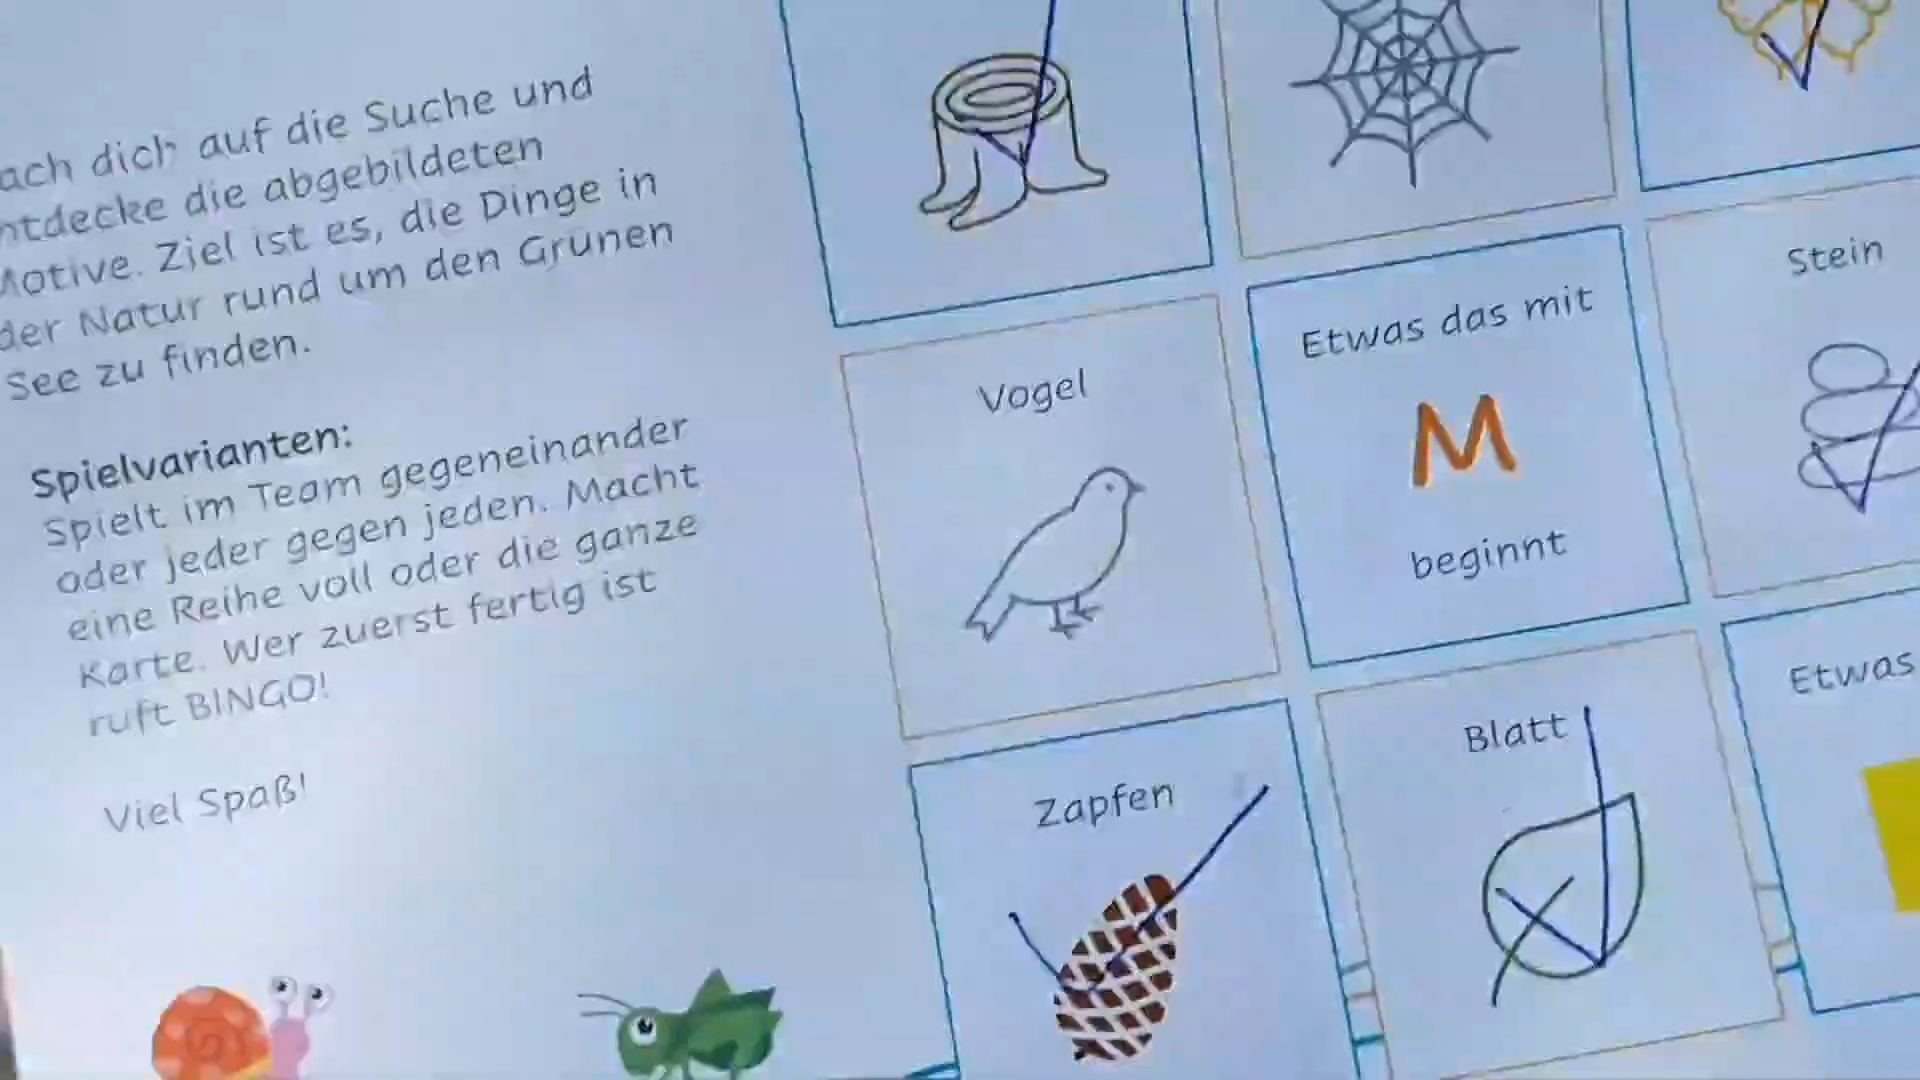 ach dich auf die Suche und
ntdecke die abgebildeten
Motive. Ziel ist es, die Dinge in
der Natur rund um den Grünen
See zu finden.
Spielvarianten:
Spielt im Team gegeneinander
oder jeder gegen jeden. Macht
eine Reihe voll oder die ganze
Karte. Wer zuerst fertig ist
ruft BINGO!
Viel Spaß!
Vogel
Etwas das mit
M
beginnt
Stein
Zapfen
Blatt
Etwas